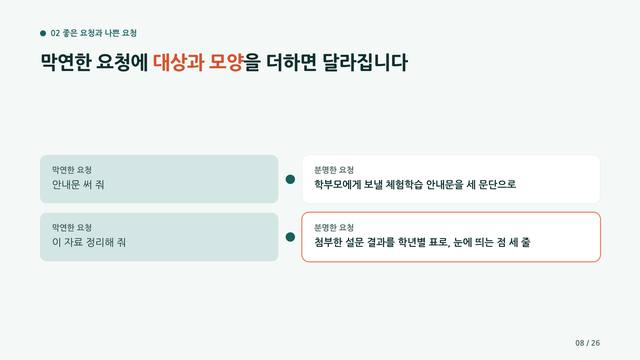 02 좋은 요청과 나쁜 요청
막연한 요청에 대상과 모양을 더하면 달라집니다
막연한 요청
안내문 써 줘
분명한 요청
학부모에게 보낼 체험학습 안내문을 세 문단으로
막연한 요청
이 자료 정리해 줘
분명한 요청
첨부한 설문 결과를 학년별 표로, 눈에 띄는 점 세 줄
08 / 26